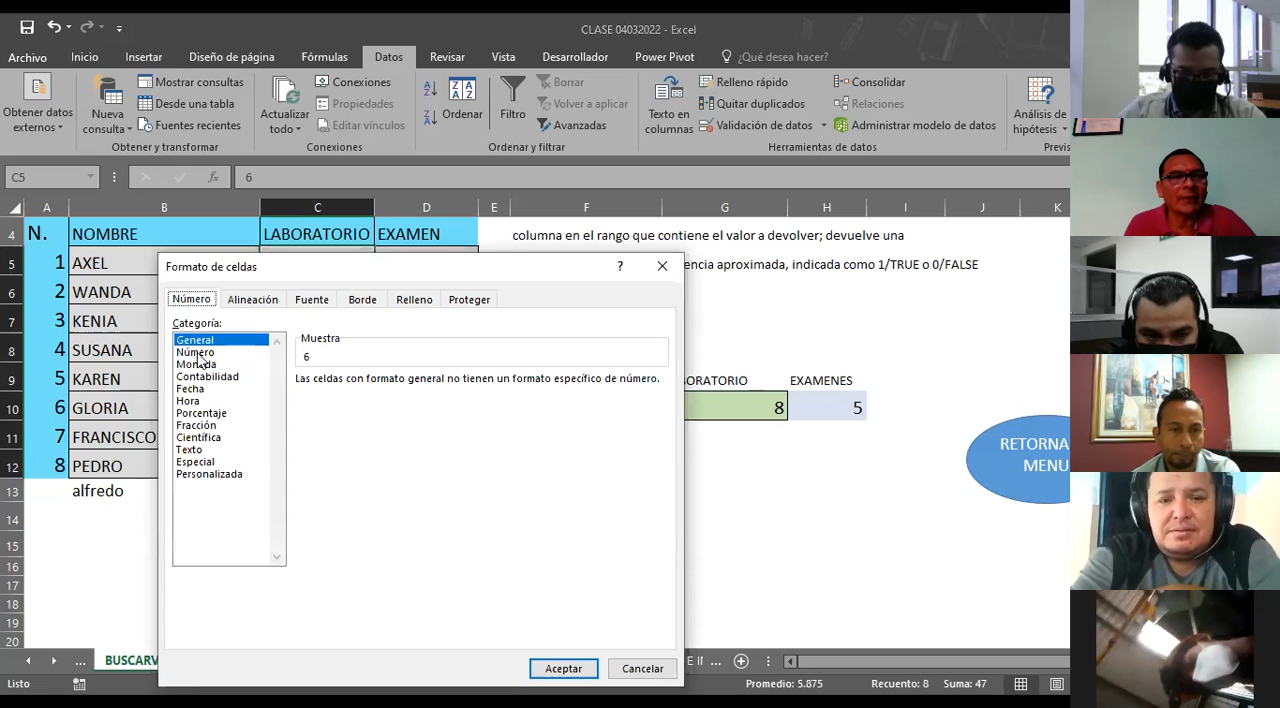 CLASE 04032022 - Excel
Archivo Inicio Insertar Diseño de página Fórmulas Datos Revisar Vista Desarrollador Power Pivot ¿Qué desea hacer?
Obtener datos externos
Nueva consulta
Mostrar consultas
Desde una tabla
Fuentes recientes
Obtener y transformar
Actualizar todo
Conexiones
Propiedades
Editar vínculos
Conexiones
Ordenar
Filtro
Borrar
Volver a aplicar
Avanzadas
Ordenar y filtrar
Texto en columnas
Relleno rápido
Quitar duplicados
Validación de datos
Consolidar
Relaciones
Administrar modelo de datos
Herramientas de datos
Análisis de hipótesis
Previs
C5 fx 6
A B C D E F G H I J K
4 N. NOMBRE LABORATORIO EXAMEN columna en el rango que contiene el valor a devolver; devuelve una
5 1 AXEL encia aproximada, indicada como 1/TRUE o 0/FALSE
6 2 WANDA
7 3 KENIA
8 4 SUSANA
9 5 KAREN ORATORIO EXAMENES
10 6 GLORIA 8 5
11 7 FRANCISCO
12 8 PEDRO
13 alfredo
14
15
16
17
18
19
20
RETORNA
MENU
Formato de celdas ?
Número Alineación Fuente Borde Relleno Proteger
Categoría:
General
Número
Moneda
Contabilidad
Fecha
Hora
Porcentaje
Fracción
Científica
Texto
Especial
Personalizada
Muestra
6
Las celdas con formato general no tienen un formato específico de número.
Aceptar Cancelar
... BUSCARV E II ...
Listo Promedio: 5.875 Recuento: 8 Suma: 47